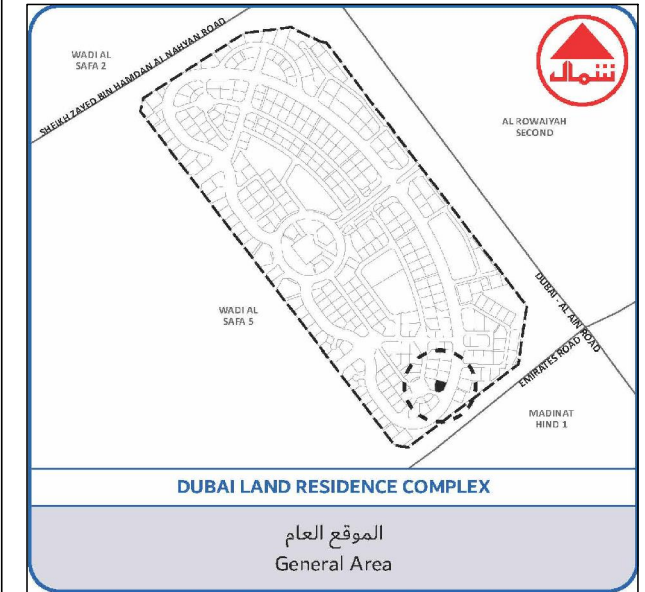 WADI AL
SAFA 2
SHEIKH ZAYED BIN HAMDAN AL NAHYAN ROAD
شمال
AL ROWAIYAH
SECOND
WADI AL
SAFA 5
DUBAI - AL AIN ROAD
EMIRATES ROAD
MADINAT
HIND 1
DUBAI LAND RESIDENCE COMPLEX
الموقع العام
General Area